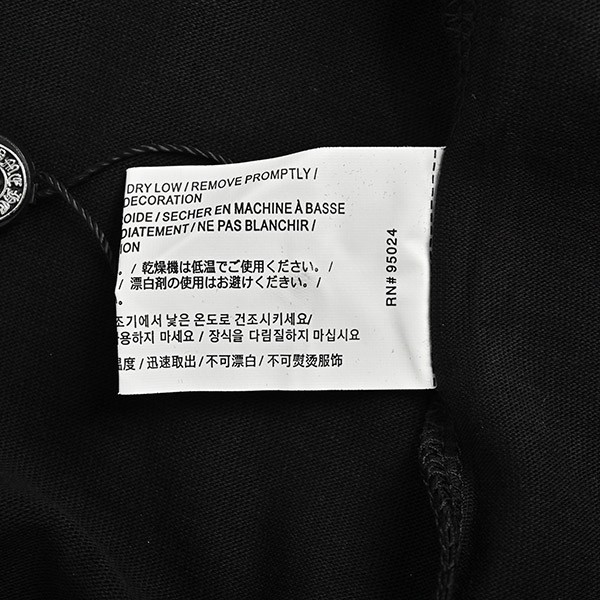 DRY LOW / REMOVE PROMPTLY /
DECORATION
OIDE / SÉCHER EN MACHINE À BASSE
DIATEMENT / NE PAS BLANCHIR /
ION
。/ 乾燥機は低温でご使用ください。/
/ 漂白剤の使用はお避けください。/
。
조기에서 낮은 온도로 건조시키세요/
사용하지 마세요 / 장식을 다림질하지 마십시요
温度 / 迅速取出 / 不可漂白 / 不可熨烫服饰
RN# 95024